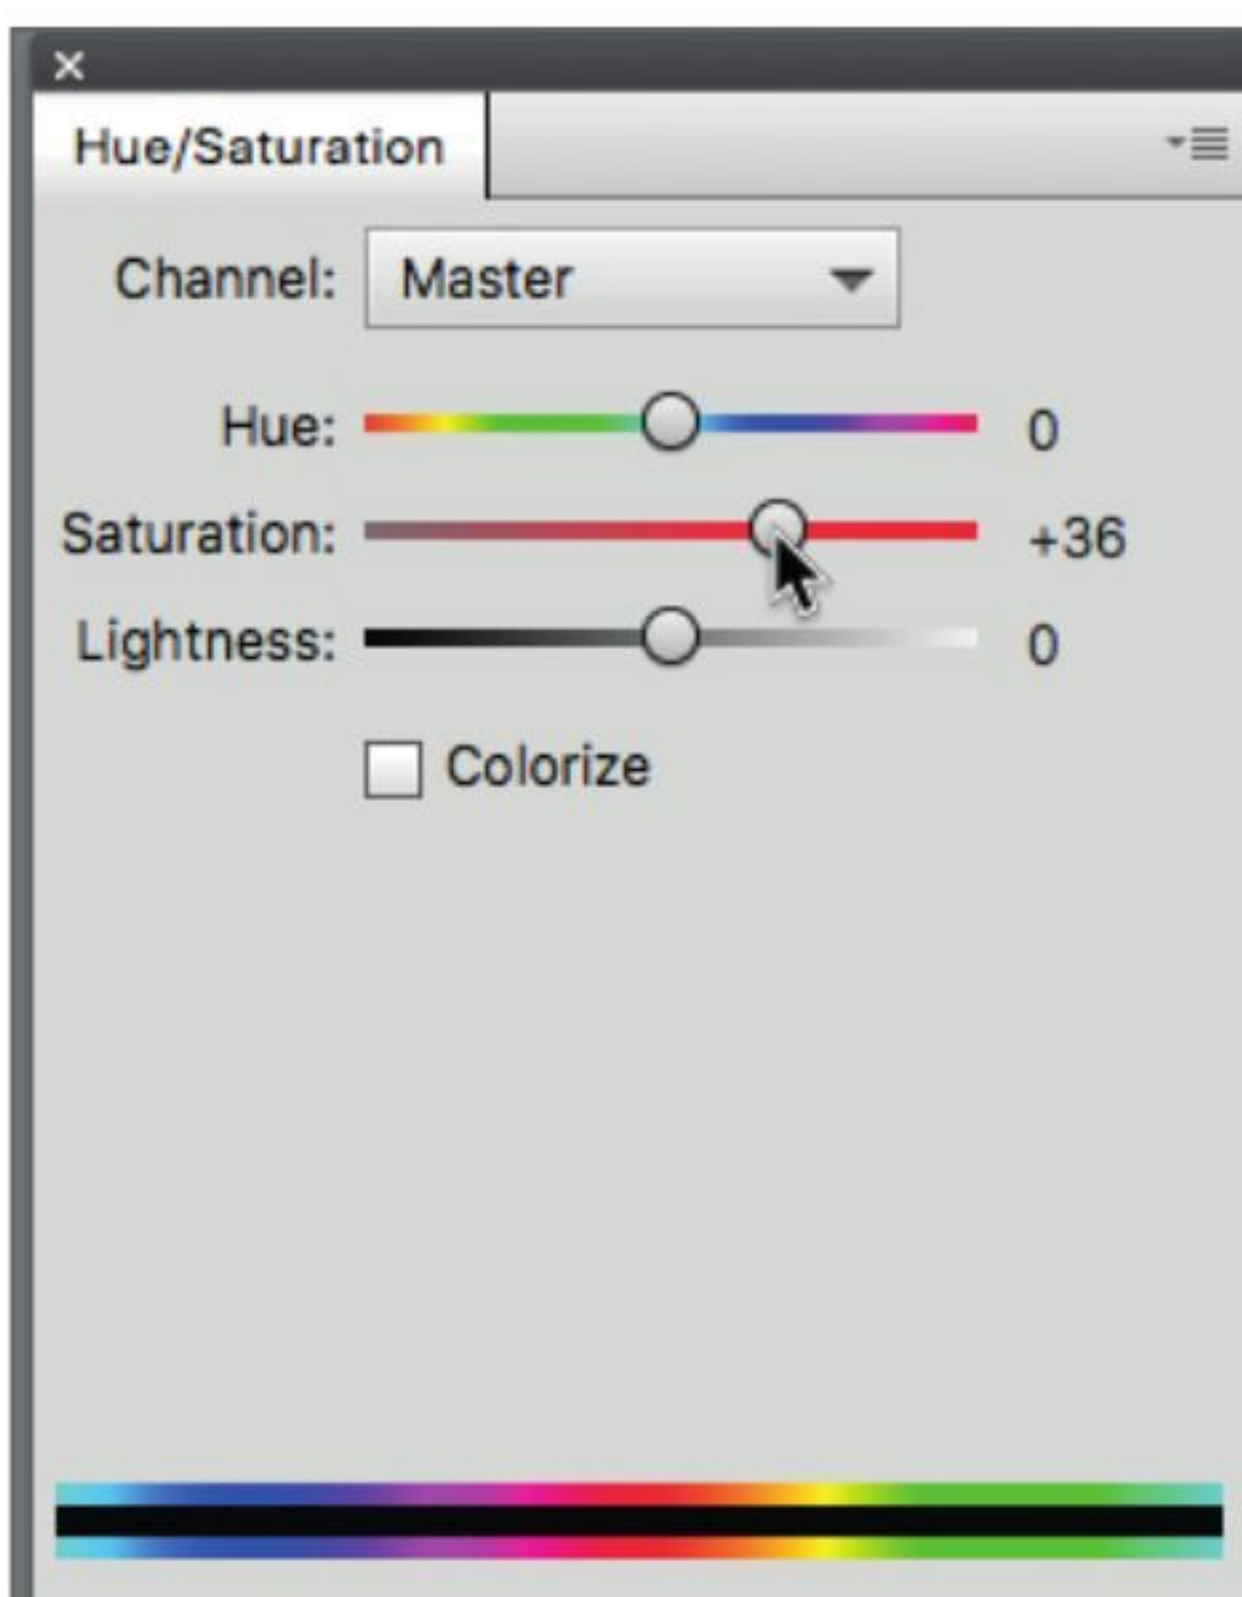 Hue/Saturation
Channel: Master
Hue: 0
Saturation: +36
Lightness: 0
Colorize